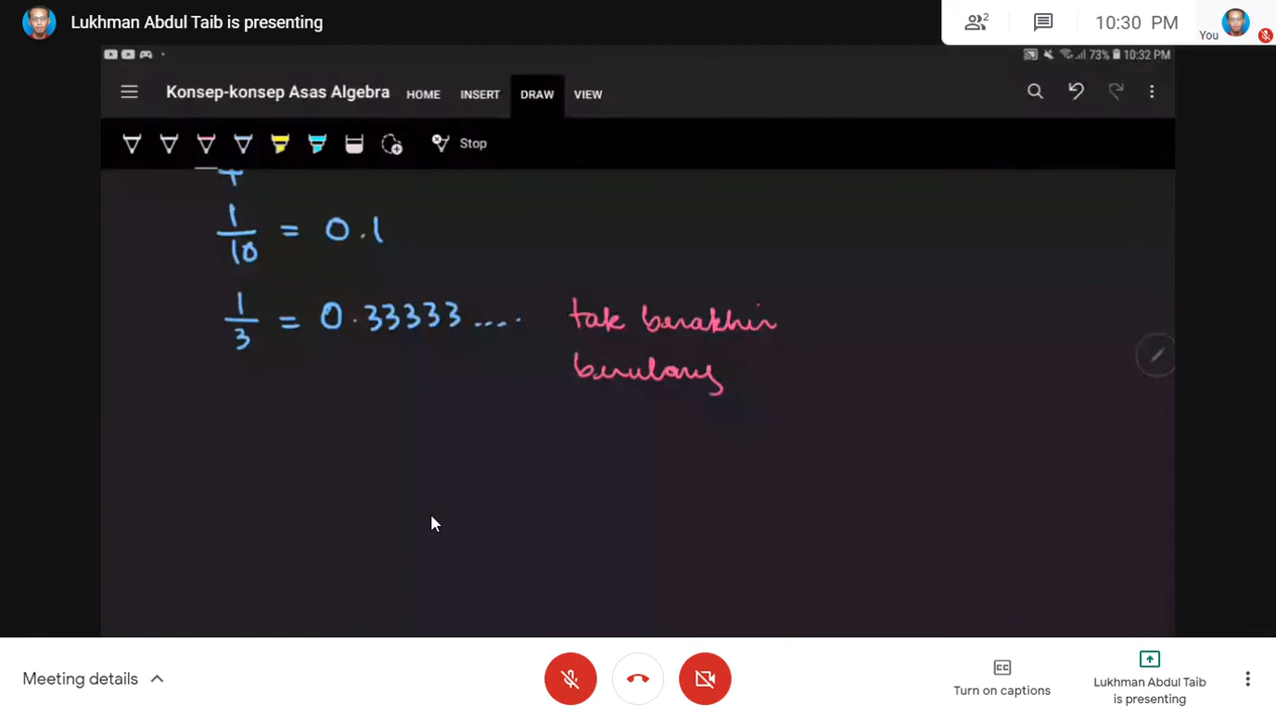 Lukhman Abdul Taib is presenting
2
10:30 PM
You
73% 10:32 PM
Konsep-konsep Asas Algebra HOME INSERT DRAW VIEW
Stop
1/10 = 0.1
1/3 = 0.33333.... tak berakhir
berulang
Meeting details
Turn on captions
Lukhman Abdul Taib
is presenting